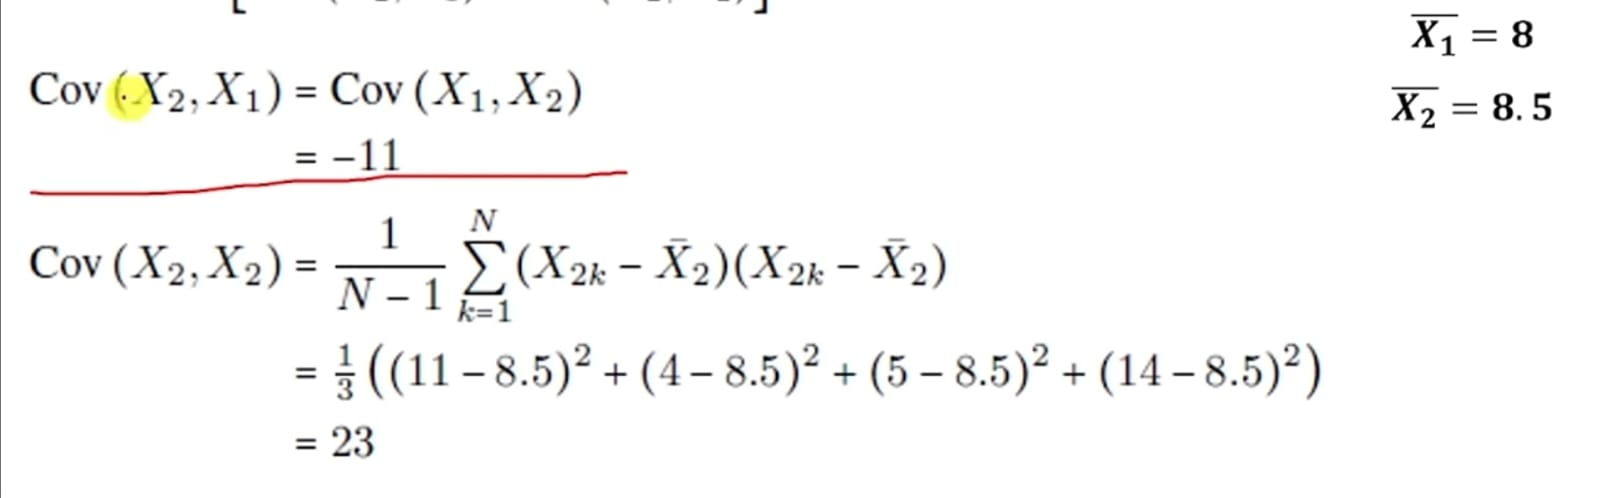 Cov (X₂, X₁) = Cov (X₁, X₂)
= −11
Cov (X₂, X₂) = 1/(N − 1) ∑_{k=1}^{N} (X₂ₖ − X̄₂)(X₂ₖ − X̄₂)
= 1/3 ((11 − 8.5)² + (4 − 8.5)² + (5 − 8.5)² + (14 − 8.5)²)
= 23
X̅₁ = 8
X̅₂ = 8.5